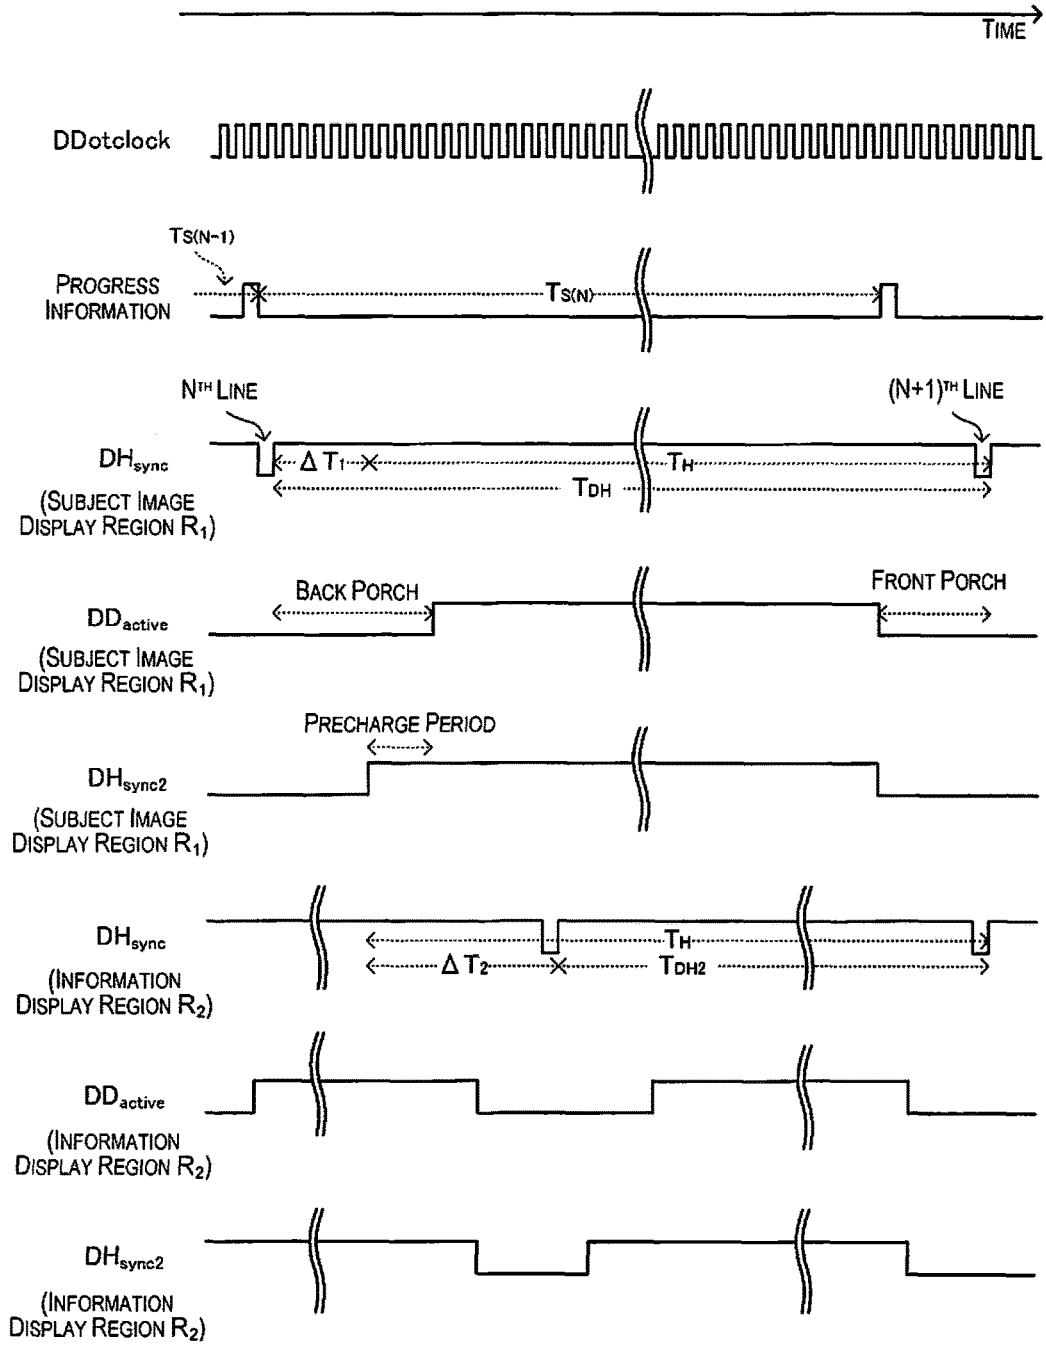 TIME
DDotclock
TS(N-1)
PROGRESS
INFORMATION
TS(N)
NTH LINE
(N+1)TH LINE
DHsync
Δ T1
TH
TDH
(SUBJECT IMAGE
DISPLAY REGION R1)
BACK PORCH
FRONT PORCH
DDactive
(SUBJECT IMAGE
DISPLAY REGION R1)
PRECHARGE PERIOD
DHsync2
(SUBJECT IMAGE
DISPLAY REGION R1)
DHsync
TH
Δ T2
TDH2
(INFORMATION
DISPLAY REGION R2)
DDactive
(INFORMATION
DISPLAY REGION R2)
DHsync2
(INFORMATION
DISPLAY REGION R2)